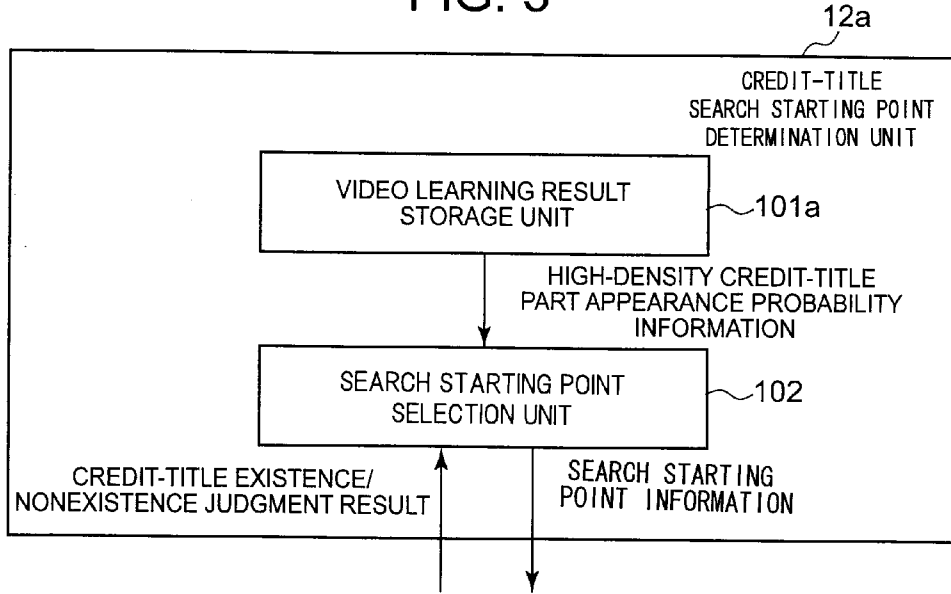 FIG.
12a
CREDIT-TITLE
SEARCH STARTING POINT
DETERMINATION UNIT
VIDEO LEARNING RESULT
STORAGE UNIT
101a
HIGH-DENSITY CREDIT-TITLE
PART APPEARANCE PROBABILITY
INFORMATION
SEARCH STARTING POINT
SELECTION UNIT
102
CREDIT-TITLE EXISTENCE/
NONEXISTENCE JUDGMENT RESULT
SEARCH STARTING
POINT INFORMATION